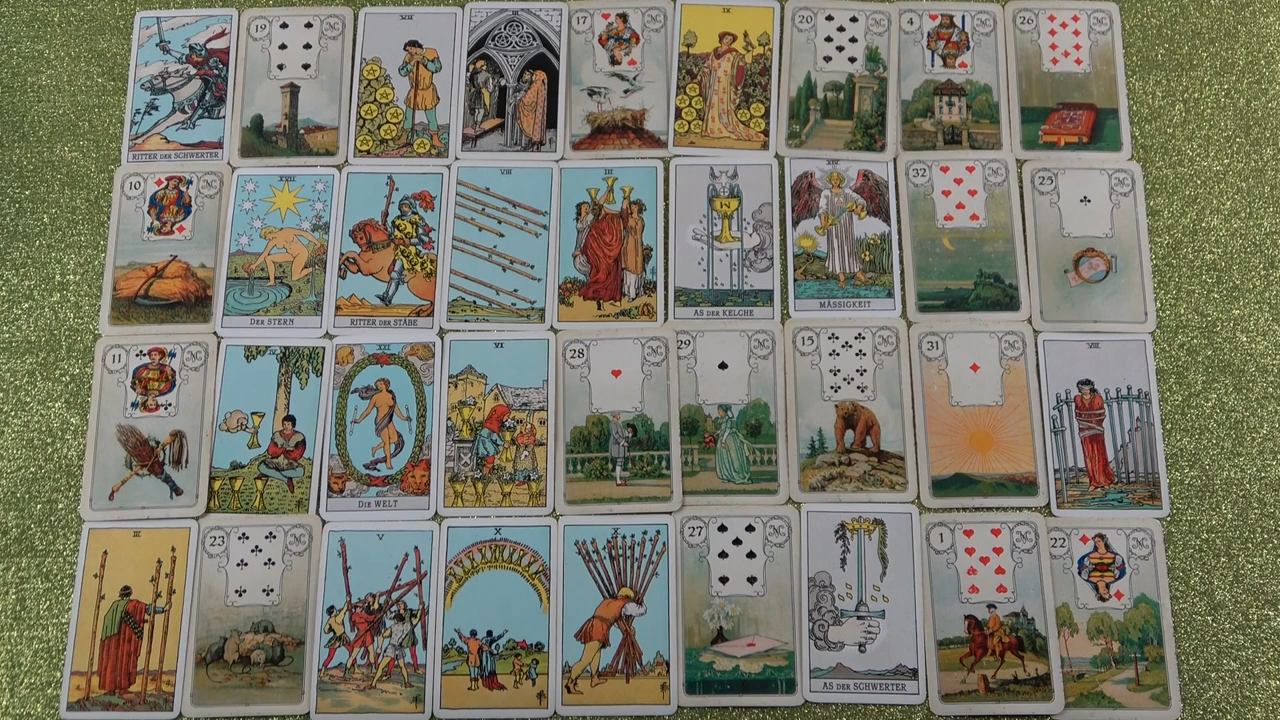 RITTER DER SCHWERTER
19
VII
III
17
IX
20
4
26
10
XVII
DER STERN
RITTER DER STÄBE
VIII
III
AS DER KELCHE
XIV
MÄSSIGKEIT
32
25
11
IV
XXI
DIE WELT
VI
28
29
15
31
VIII
III
23
V
X
X
27
AS DER SCHWERTER
1
22